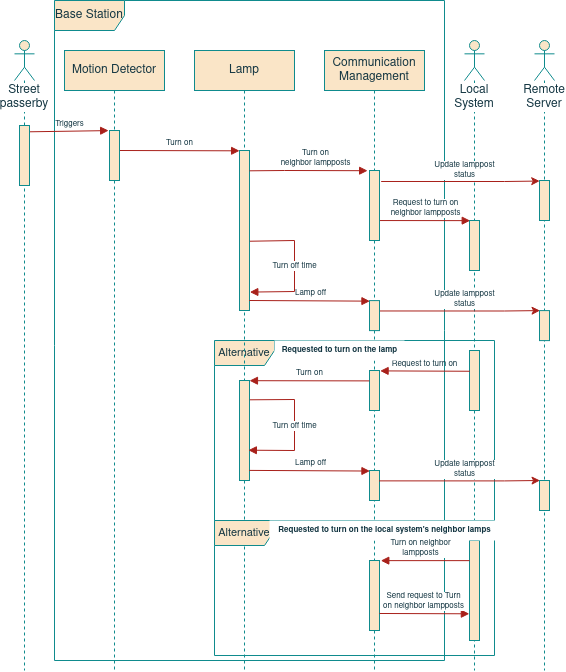 Base Station
Street
passerby
Motion Detector
Lamp
Communication
Management
Local
System
Remote
Server
Triggers
Turn on
Turn on
neighbor lampposts
Update lamppost
status
Request to turn on
neighbor lampposts
Turn off time
Lamp off
Update lamppost
status
Alternative
Requested to turn on the lamp
Request to turn on
Turn on
Turn off time
Lamp off
Update lamppost
status
Alternative
Requested to turn on the local system's neighbor lamps
Turn on neighbor
lampposts
Send request to Turn
on neighbor lampposts